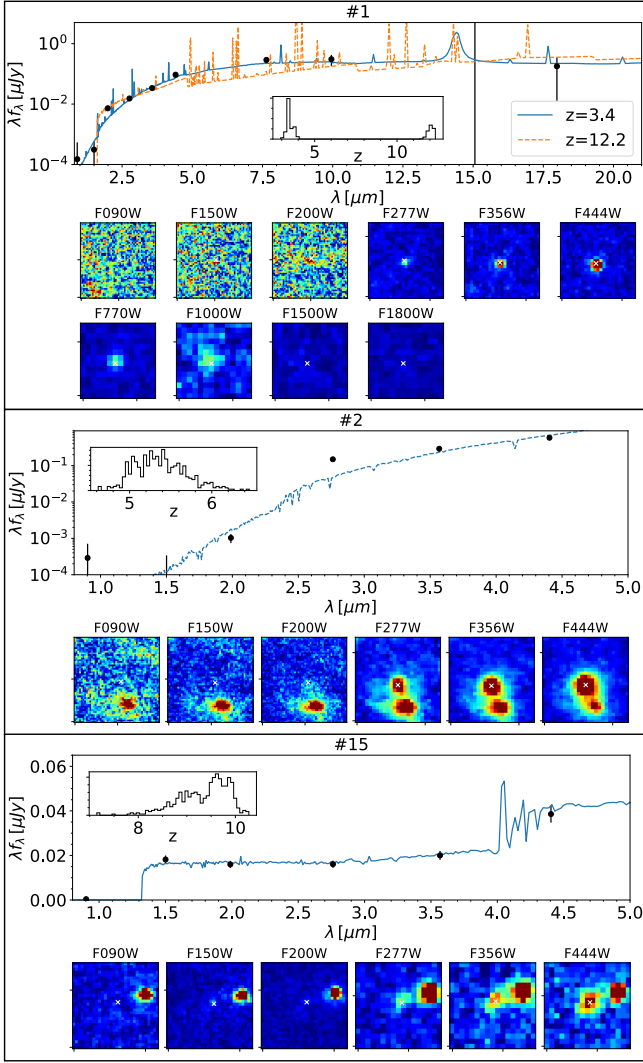 #1
λf_λ [μJy]
10^0
10^-2
10^-4
5 10
z
z=3.4
z=12.2
2.5 5.0 7.5 10.0 12.5 15.0 17.5 20.0
λ [μm]
F090W F150W F200W F277W F356W F444W
F770W F1000W F1500W F1800W
#2
λf_λ [μJy]
10^-1
10^-2
10^-3
10^-4
5 6
z
1.0 1.5 2.0 2.5 3.0 3.5 4.0 4.5 5.0
λ [μm]
F090W F150W F200W F277W F356W F444W
#15
λf_λ [μJy]
0.06
0.04
0.02
0.00
8 10
z
1.0 1.5 2.0 2.5 3.0 3.5 4.0 4.5 5.0
λ [μm]
F090W F150W F200W F277W F356W F444W